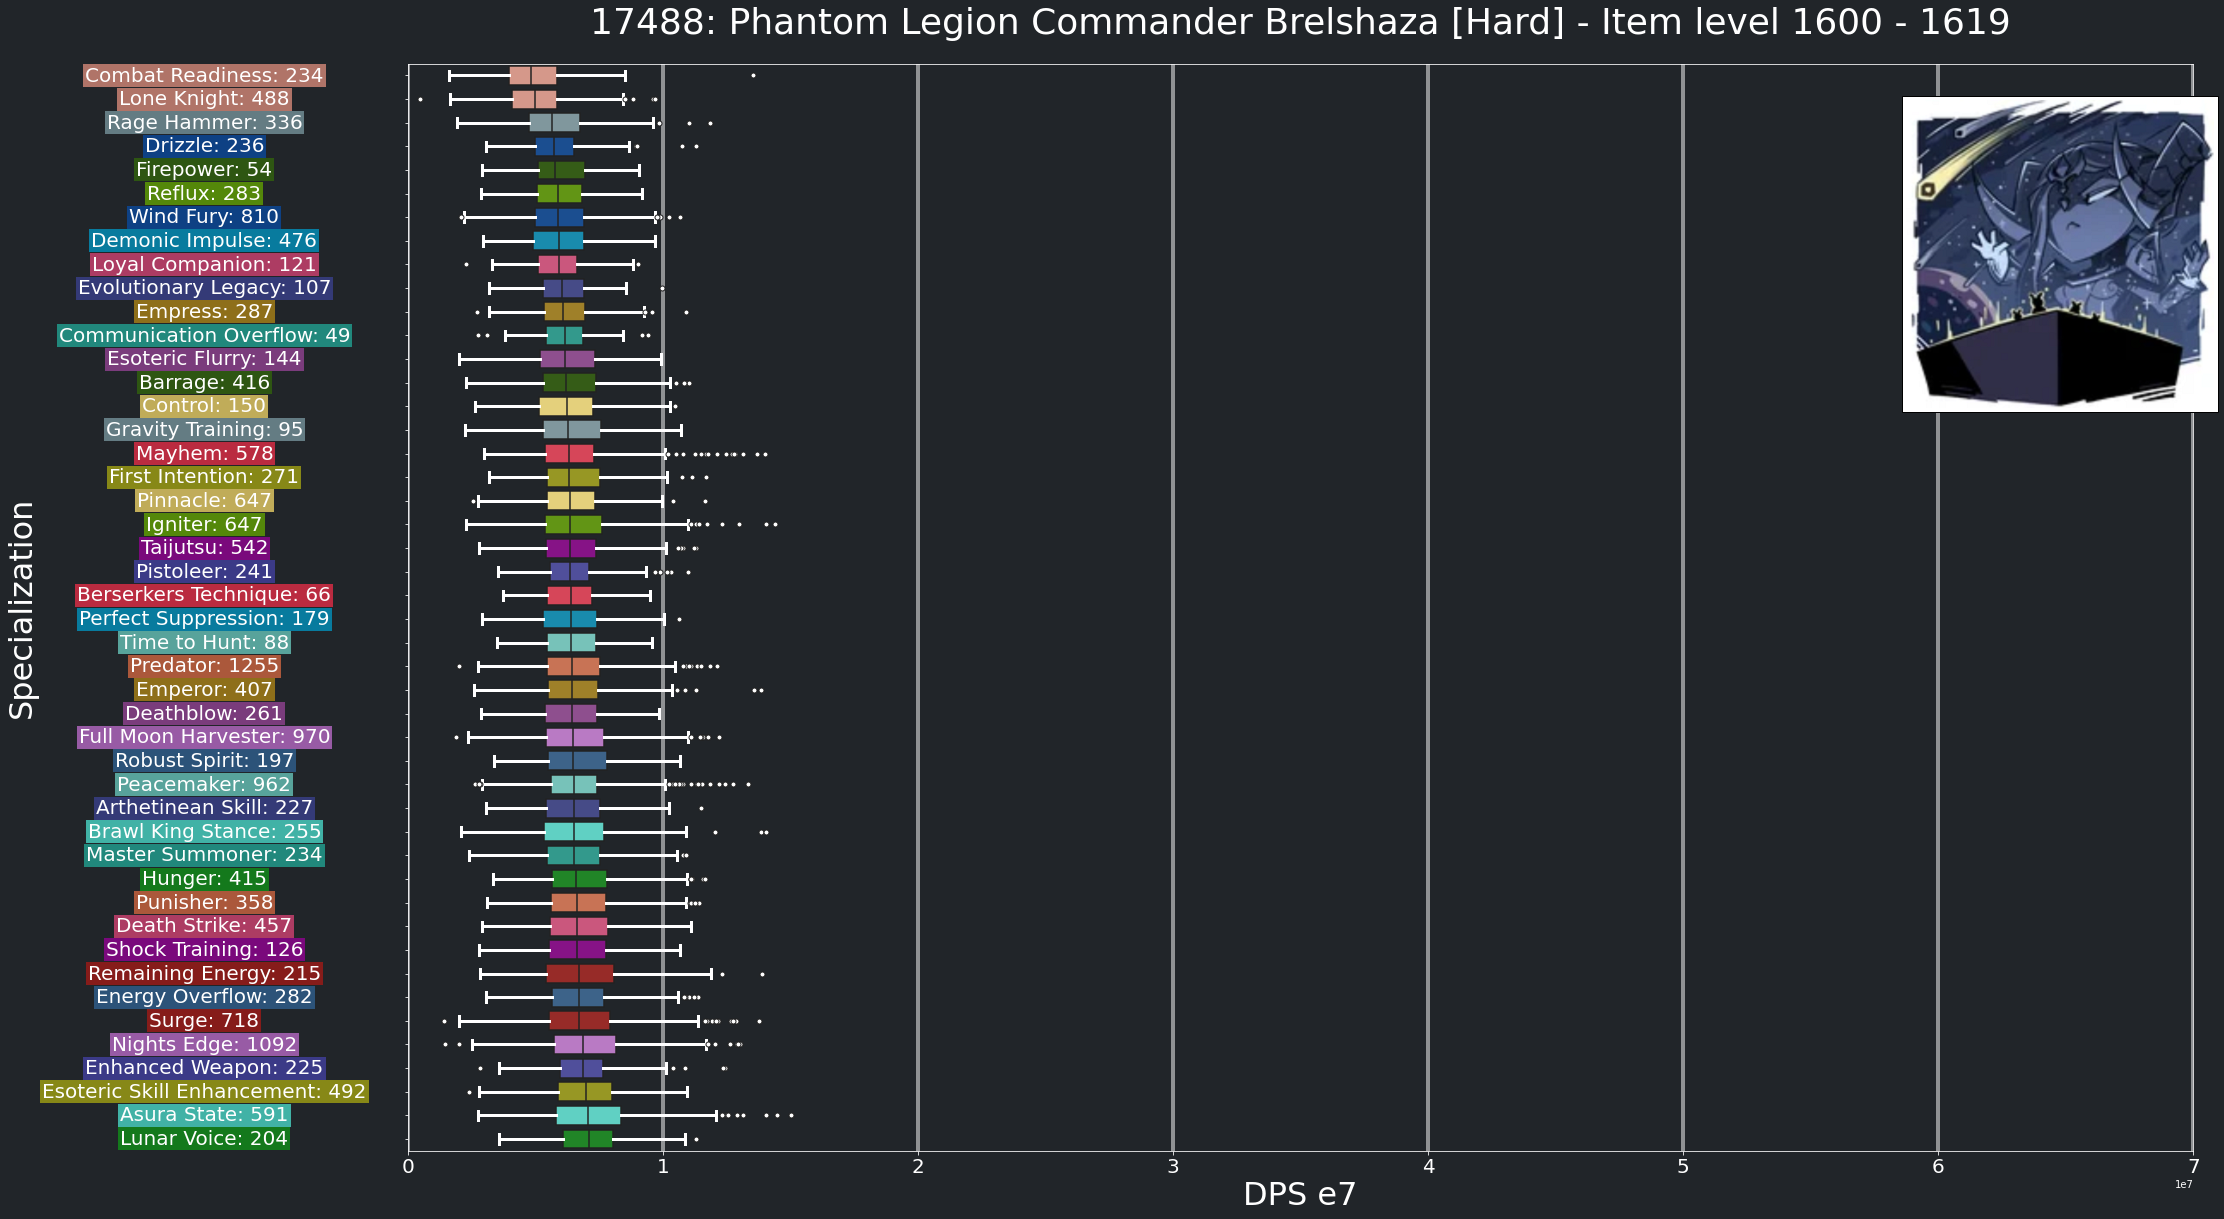 17488: Phantom Legion Commander Brelshaza [Hard] - Item level 1600 - 1619
Specialization
Combat Readiness: 234
Lone Knight: 488
Rage Hammer: 336
Drizzle: 236
Firepower: 54
Reflux: 283
Wind Fury: 810
Demonic Impulse: 476
Loyal Companion: 121
Evolutionary Legacy: 107
Empress: 287
Communication Overflow: 49
Esoteric Flurry: 144
Barrage: 416
Control: 150
Gravity Training: 95
Mayhem: 578
First Intention: 271
Pinnacle: 647
Igniter: 647
Taijutsu: 542
Pistoleer: 241
Berserkers Technique: 66
Perfect Suppression: 179
Time to Hunt: 88
Predator: 1255
Emperor: 407
Deathblow: 261
Full Moon Harvester: 970
Robust Spirit: 197
Peacemaker: 962
Arthetinean Skill: 227
Brawl King Stance: 255
Master Summoner: 234
Hunger: 415
Punisher: 358
Death Strike: 457
Shock Training: 126
Remaining Energy: 215
Energy Overflow: 282
Surge: 718
Nights Edge: 1092
Enhanced Weapon: 225
Esoteric Skill Enhancement: 492
Asura State: 591
Lunar Voice: 204
0 1 2 3 4 5 6 7
1e7
DPS e7